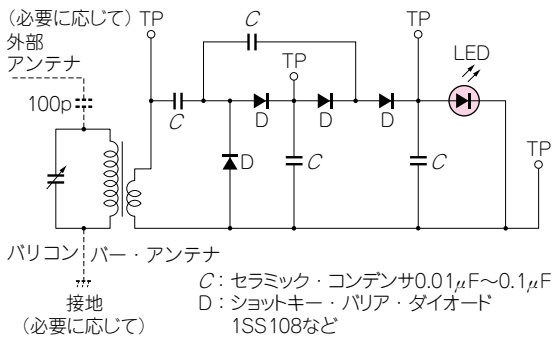 (必要に応じて)
外部
アンテナ
TP
C
TP
TP
LED
100p
C
D
D
D
D
C
C
TP
バリコン
バー・アンテナ
接地
(必要に応じて)
C：セラミック・コンデンサ0.01μF～0.1μF
D：ショットキー・バリア・ダイオード
1SS108など